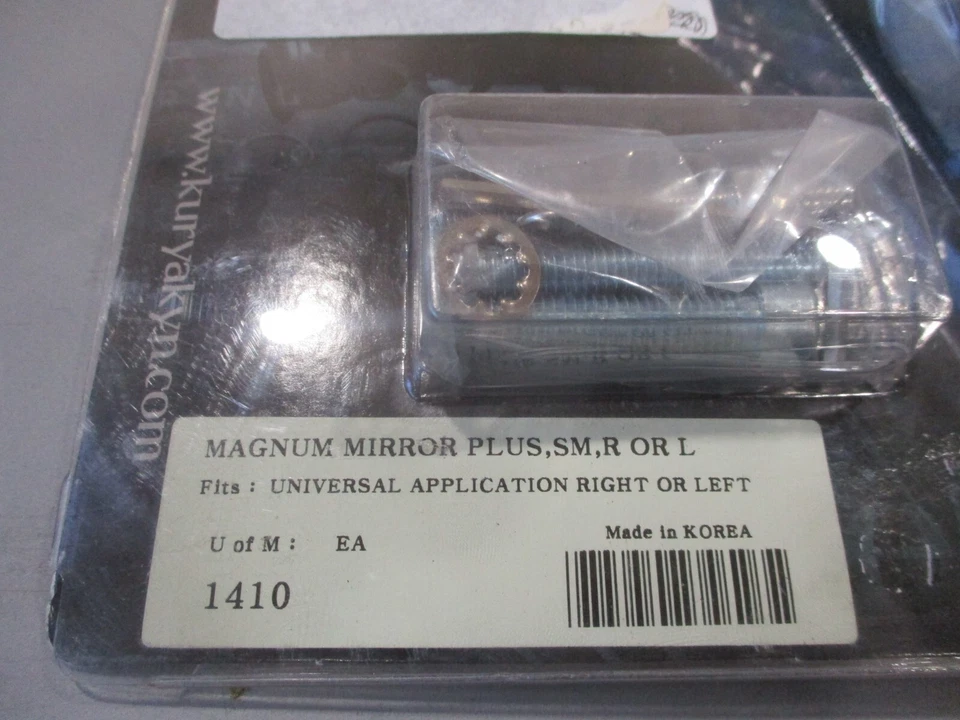 www.kuryakyn.com
MAGNUM MIRROR PLUS,SM,R OR L
Fits : UNIVERSAL APPLICATION RIGHT OR LEFT
U of M : EA
Made in KOREA
1410